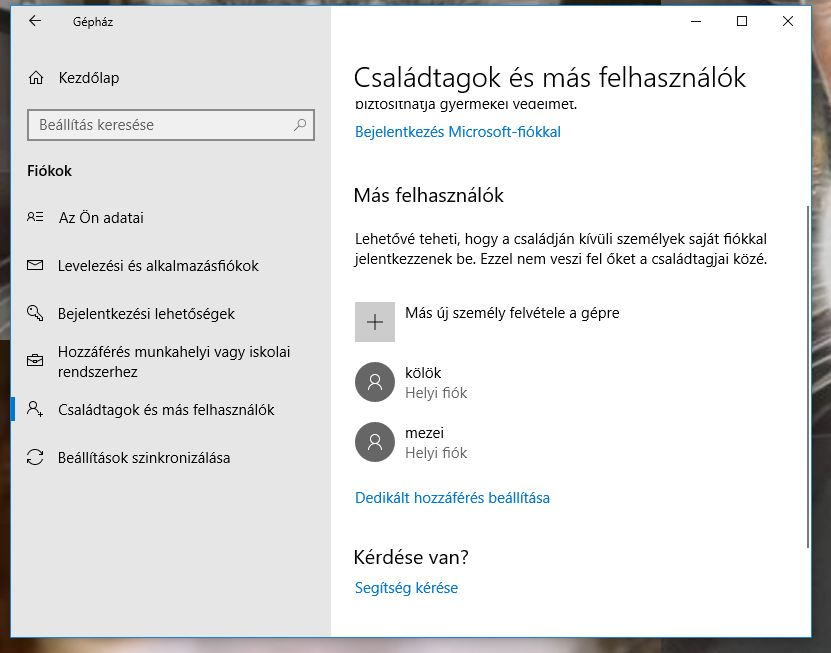 Gépház
Kezdőlap
Beállítás keresése
Fiókok
Az Ön adatai
Levelezési és alkalmazásfiókok
Bejelentkezési lehetőségek
Hozzáférés munkahelyi vagy iskolai
rendszerhez
Családtagok és más felhasználók
Beállítások szinkronizálása
Családtagok és más felhasználók
biztosíthatja gyermekei védelmét.
Bejelentkezés Microsoft-fiókkal
Más felhasználók
Lehetővé teheti, hogy a családján kívüli személyek saját fiókkal
jelentkezzenek be. Ezzel nem veszi fel őket a családtagjai közé.
Más új személy felvétele a gépre
kölök
Helyi fiók
mezei
Helyi fiók
Dedikált hozzáférés beállítása
Kérdése van?
Segítség kérése